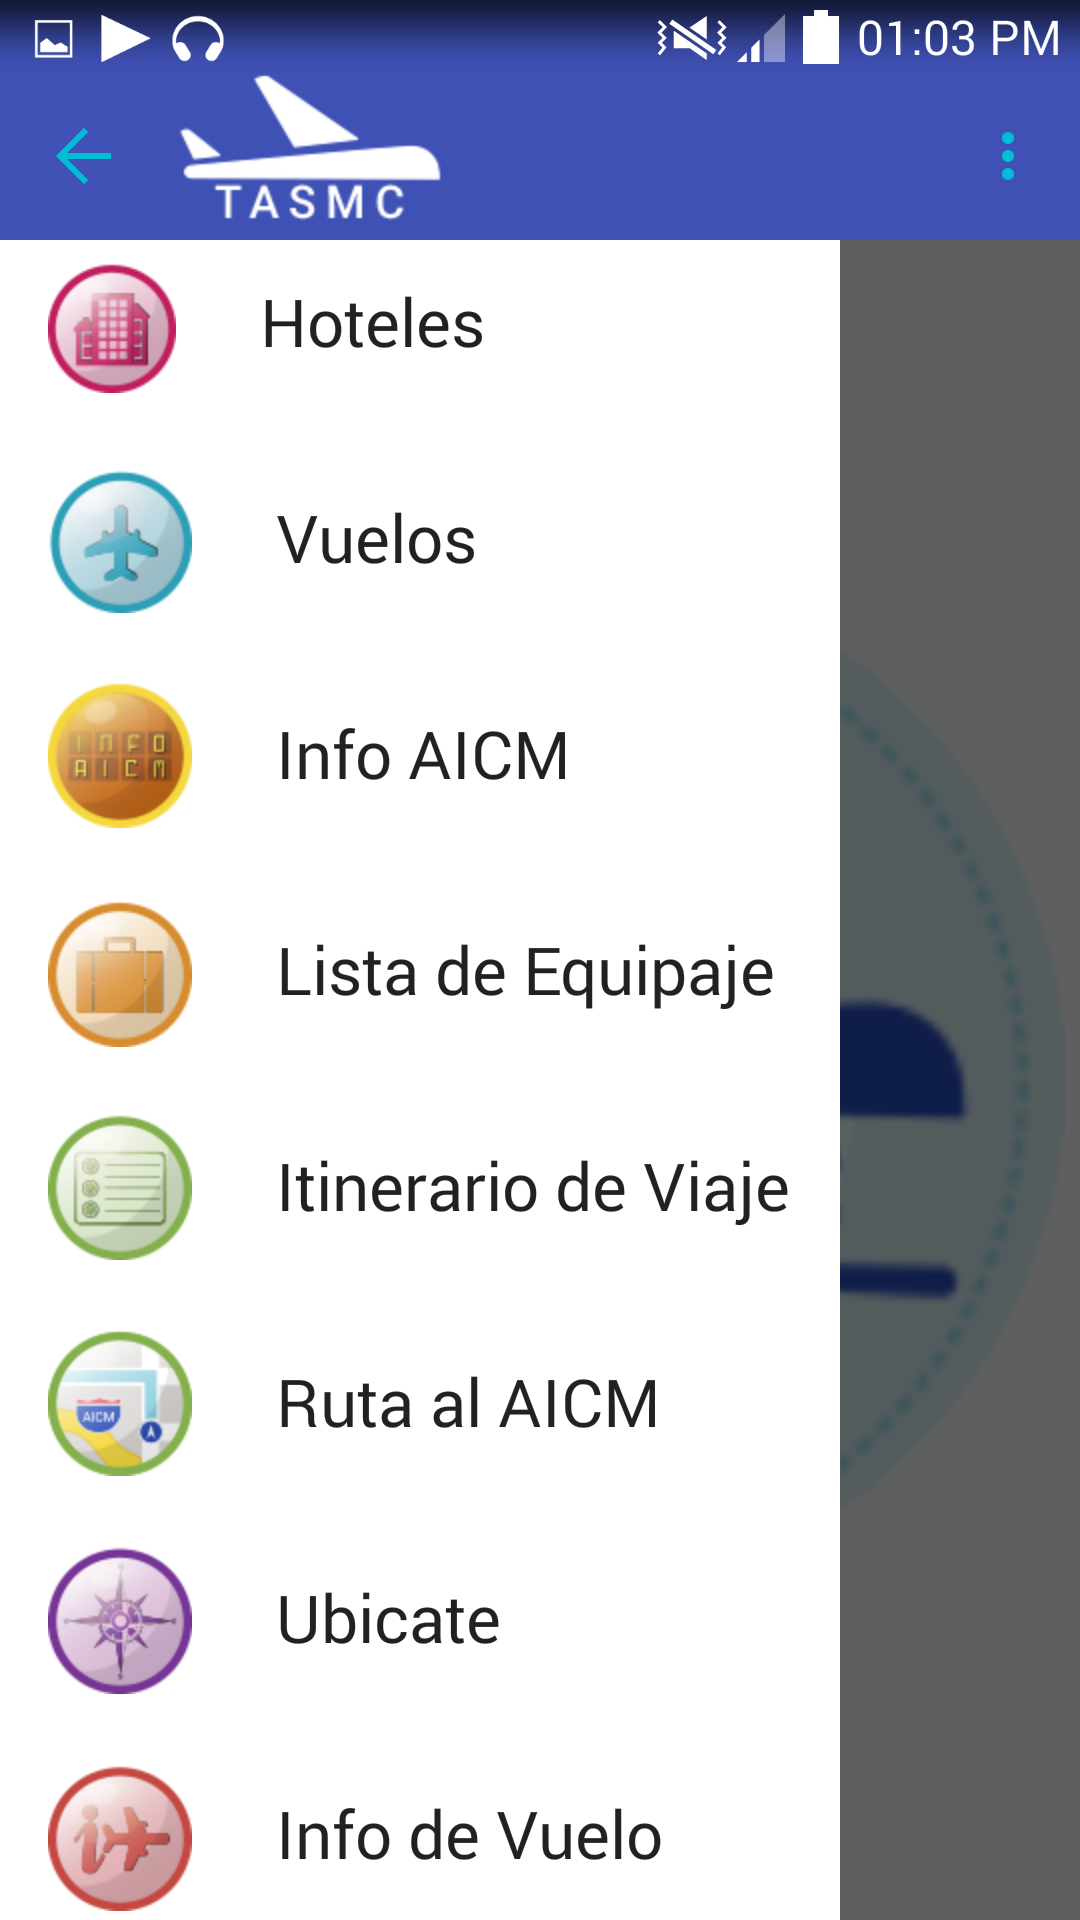 01:03 PM
TASMC
Hoteles
Vuelos
INFO
AICM
Info AICM
Lista de Equipaje
Itinerario de Viaje
AICM
Ruta al AICM
Ubicate
Info de Vuelo